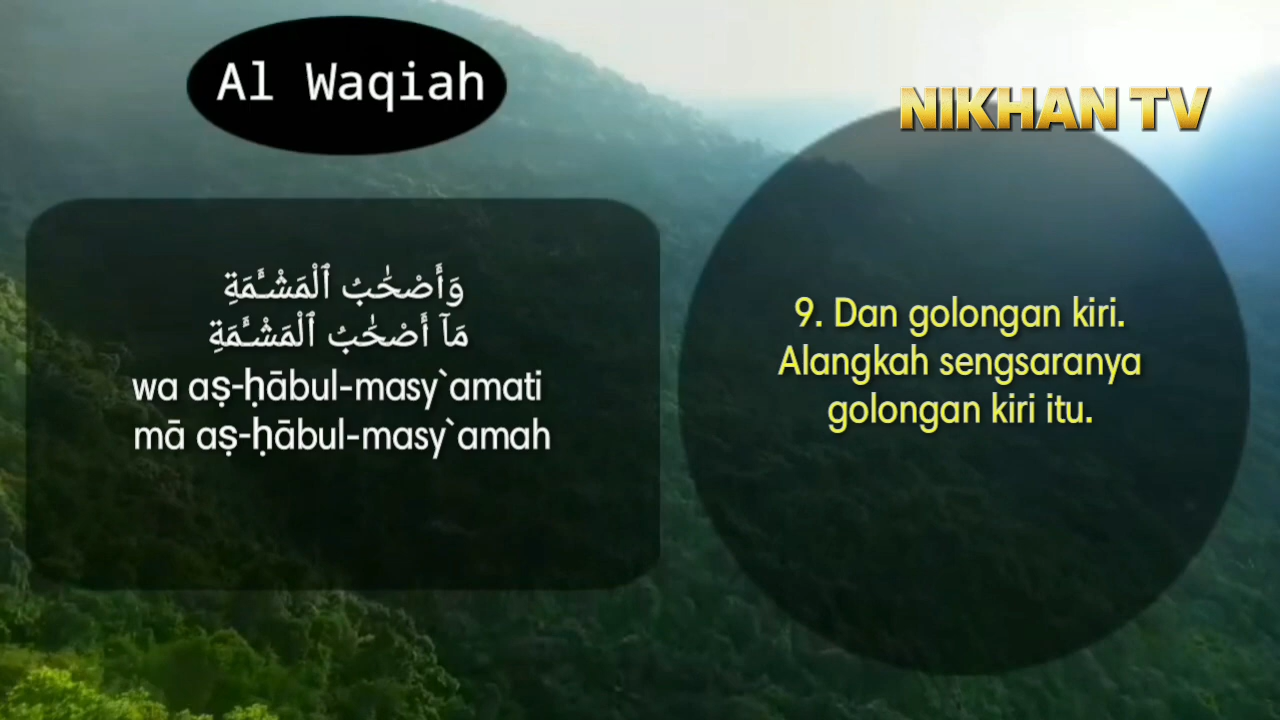 Al Waqiah
NIKHAN TV
وَأَصْحَٰبُ ٱلْمَشْـَٔمَةِ
مَآ أَصْحَٰبُ ٱلْمَشْـَٔمَةِ
wa aṣ-ḥābul-masy`amati
mā aṣ-ḥābul-masy`amah
9. Dan golongan kiri.
Alangkah sengsaranya
golongan kiri itu.